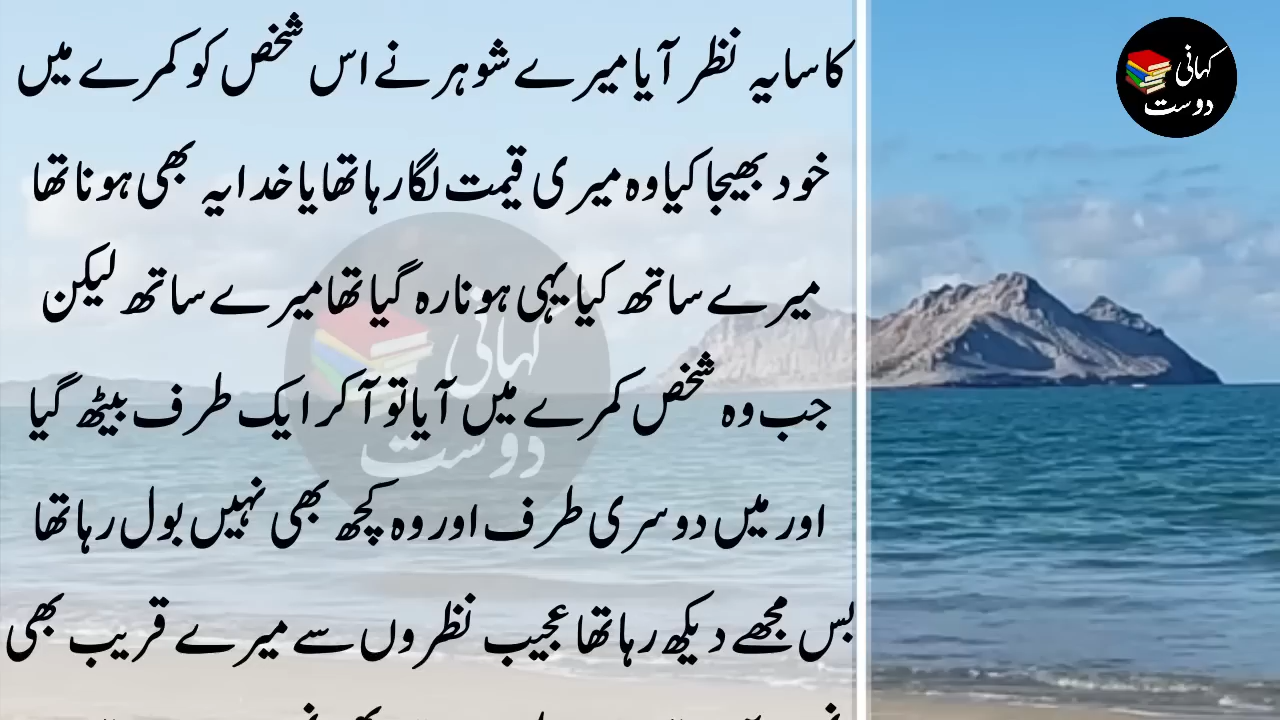 کا سایہ نظر آیا میرے شوہر نے اس شخص کو کمرے میں
خود بھیجا کیا وہ میری قیمت لگا رہا تھا یا خدا یہ بھی ہونا تھا
میرے ساتھ کیا یہی ہونا رہ گیا تھا میرے ساتھ لیکن
جب وہ شخص کمرے میں آیا تو آ کر ایک طرف بیٹھ گیا
اور میں دوسری طرف اور وہ کچھ بھی نہیں بول رہا تھا
بس مجھے دیکھ رہا تھا عجیب نظروں سے میرے قریب بھی
کہانی
دوست
کہانی
دوست